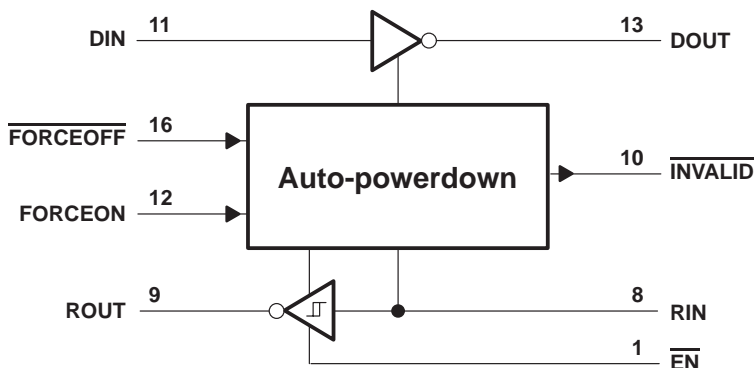 DIN 11 13 DOUT
FORCEOFF 16
Auto-powerdown
10 INVALID
FORCEON 12
ROUT 9 8 RIN
1 EN